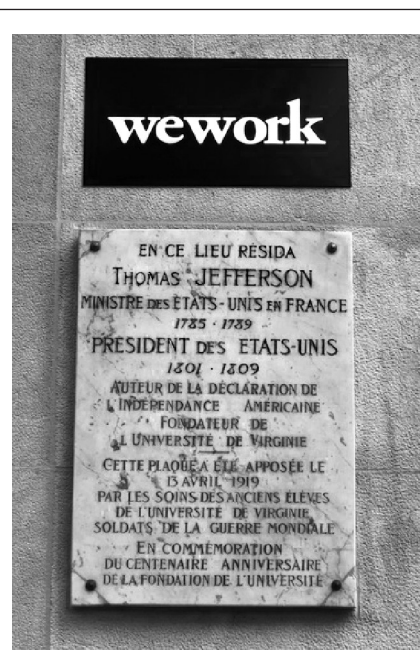 wework
EN CE LIEU RÉSIDA
THOMAS JEFFERSON
MINISTRE DES ÉTATS-UNIS EN FRANCE
1785 · 1789
PRÉSIDENT DES ETATS-UNIS
1801 · 1809
AUTEUR DE LA DÉCLARATION DE
L'INDÉPENDANCE AMÉRICAINE
FONDATEUR DE
L'UNIVERSITÉ DE VIRGINIE
CETTE PLAQUE A ÉTÉ APPOSÉE LE
13 AVRIL 1919
PAR LES SOINS DES ANCIENS ÉLÈVES
DE L'UNIVERSITÉ DE VIRGINIE
SOLDATS DE LA GUERRE MONDIALE
EN COMMÉMORATION
DU CENTENAIRE ANNIVERSAIRE
DE LA FONDATION DE L'UNIVERSITÉ